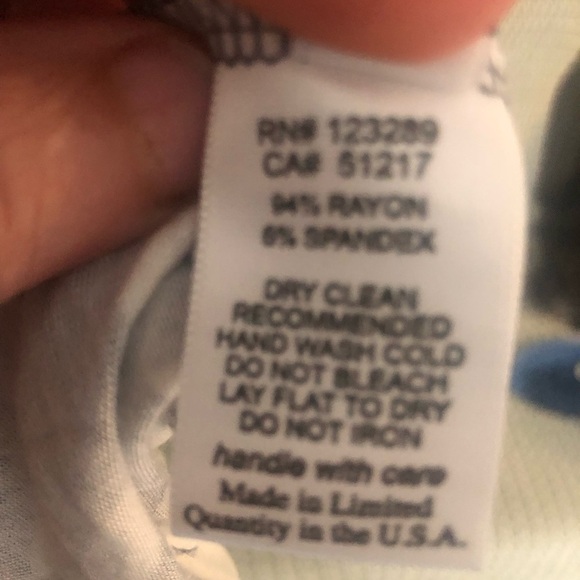 RN# 123289
CA# 51217
94% RAYON
6% SPANDEX
DRY CLEAN
RECOMMENDED
HAND WASH COLD
DO NOT BLEACH
LAY FLAT TO DRY
DO NOT IRON
handle with care
Made in Limited
Quantity in the U.S.A.